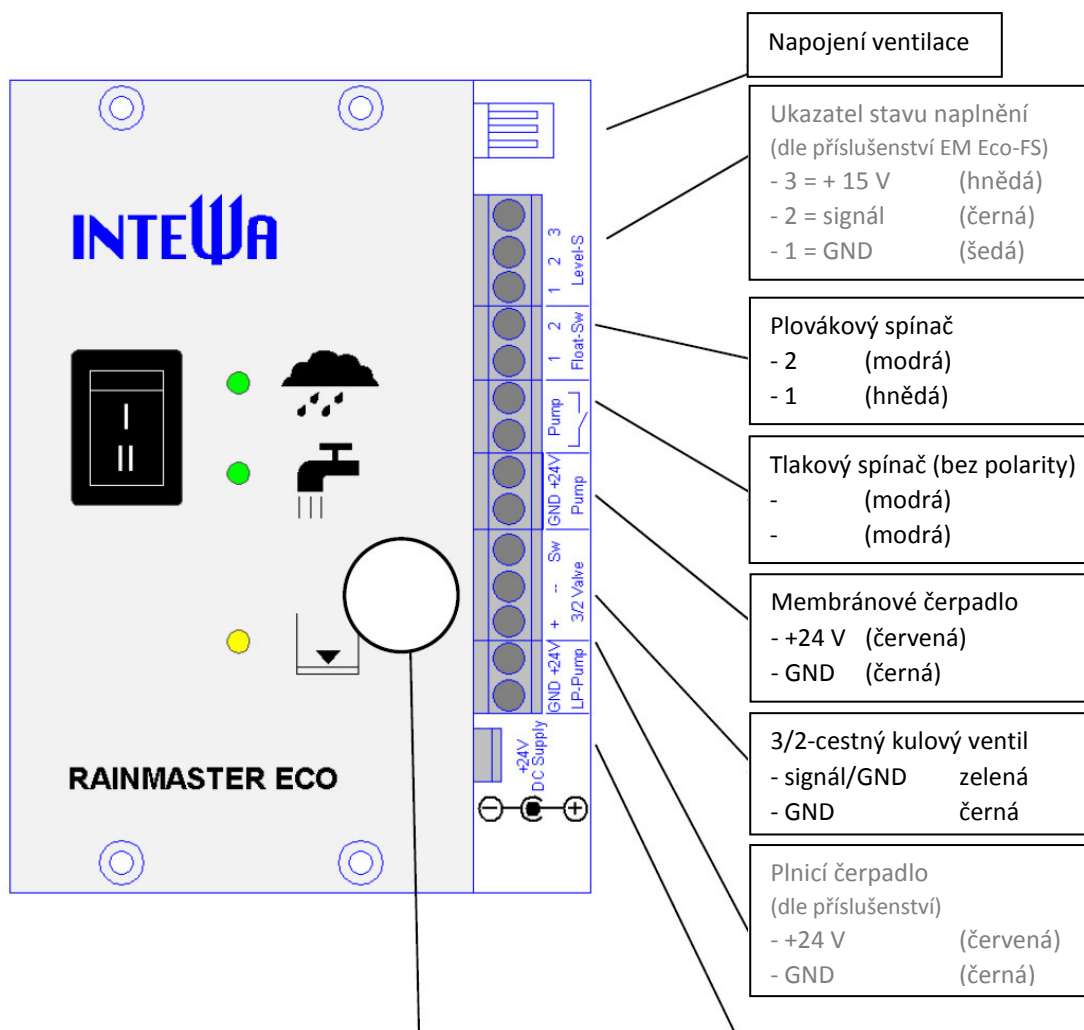 Napojení ventilace
Ukazatel stavu naplnění
(dle příslušenství EM Eco-FS)
- 3 = + 15 V (hnědá)
- 2 = signál (černá)
- 1 = GND (šedá)
Plovákový spínač
- 2 (modrá)
- 1 (hnědá)
Tlakový spínač (bez polarity)
- (modrá)
- (modrá)
Membránové čerpadlo
- +24 V (červená)
- GND (černá)
3/2-cestný kulový ventil
- signál/GND zelená
- GND černá
Plnicí čerpadlo
(dle příslušenství)
- +24 V (červená)
- GND (černá)
INTEWA
I
II
RAINMASTER ECO
1 2 3
Level-S
1 2
Float-Sw
Pump
GND +24V
Pump
+ -- Sw
3/2 Valve
GND +24V
LP-Pump
+24V
DC Supply
- +